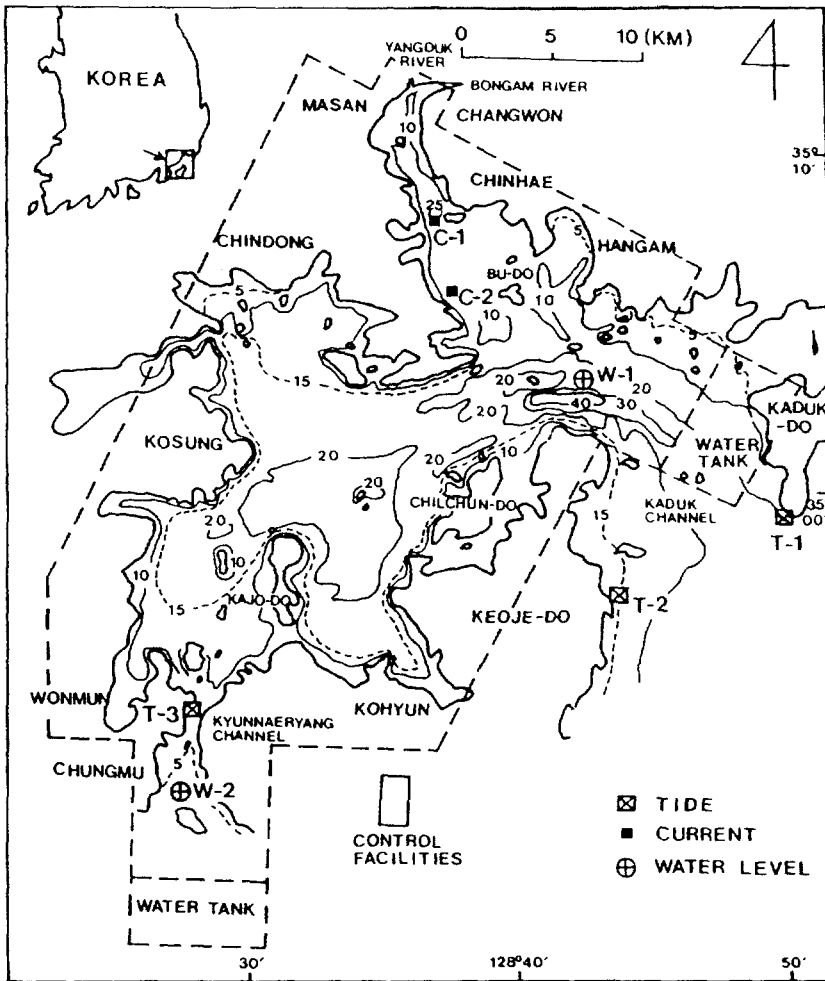 0 5 10 (KM)
YANGDUK
RIVER
KOREA
BONGAM RIVER
MASAN
CHANGWON
10
35°
10′
CHINHAE
25
C-1
5
HANGAM
CHINDONG
BU-DO
5
C-2
10
10
5
15
W-1
20
20
20
40 30
KADUK
-DO
KOSUNG
WATER
TANK
20
20
10
20
CHILCHUN-DO
KADUK
CHANNEL
15
35°
00′
20
T-1
10
10
15
KAJO-DO
T-2
KEOJE-DO
WONMUN
T-3
KYUNNAERYANG
CHANNEL
KOHYUN
CHUNGMU
5
W-2
CONTROL
FACILITIES
TIDE
CURRENT
WATER LEVEL
WATER TANK
30′
128°40′
50′